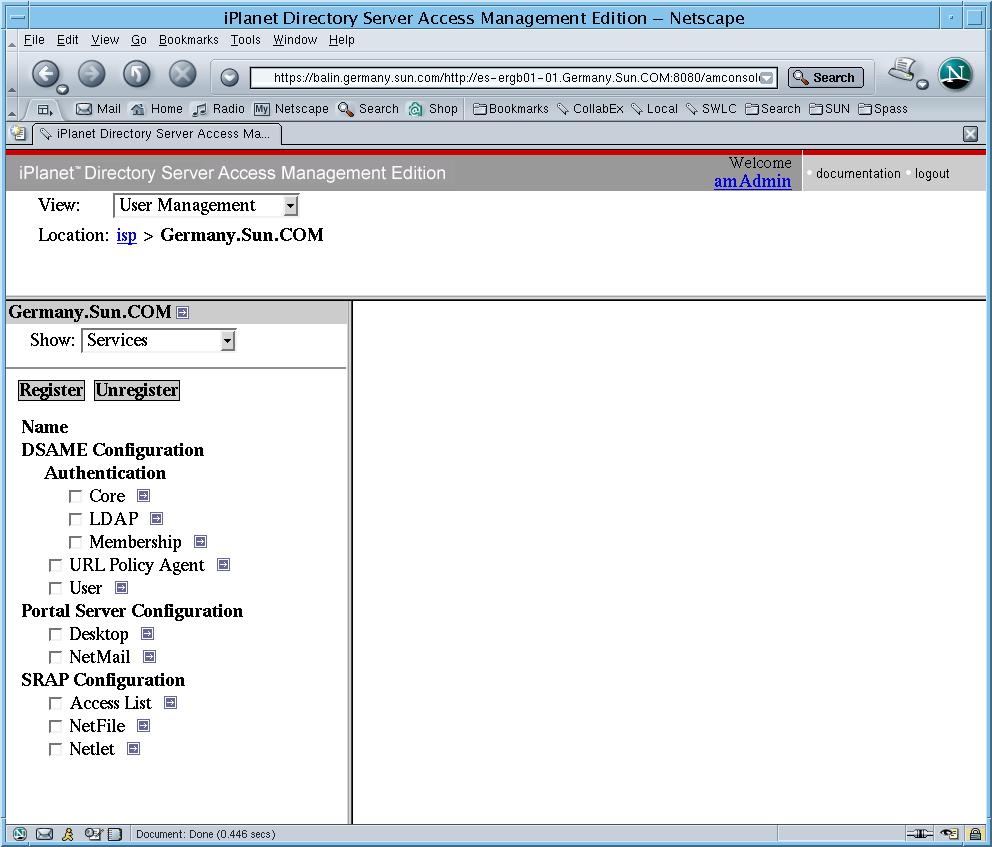 iPlanet Directory Server Access Management Edition – Netscape
File Edit View Go Bookmarks Tools Window Help
https://balin.germany.sun.com/http://es-ergb01-01.Germany.Sun.COM:8080/amconsol Search N
Mail Home Radio My Netscape Search Shop Bookmarks CollabEx Local SWLC Search SUN Spass
iPlanet Directory Server Access Ma...
iPlanet™ Directory Server Access Management Edition
Welcome
amAdmin
documentation logout
View: User Management
Location: isp > Germany.Sun.COM
Germany.Sun.COM
Show: Services
Register Unregister
Name
DSAME Configuration
Authentication
Core
LDAP
Membership
URL Policy Agent
User
Portal Server Configuration
Desktop
NetMail
SRAP Configuration
Access List
NetFile
Netlet
Document: Done (0.446 secs)